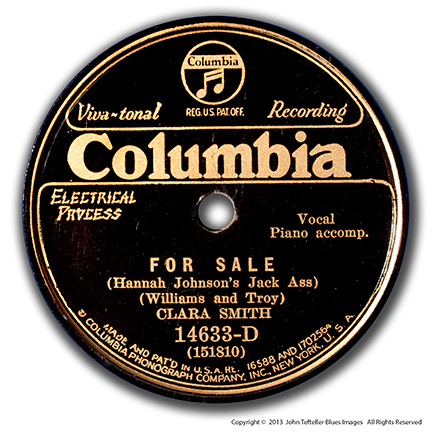 Columbia
REG. U.S. PAT. OFF.
Viva-tonal Recording
Columbia
ELECTRICAL
PROCESS
Vocal
Piano accomp.
FOR SALE
(Hannah Johnson's Jack Ass)
(Williams and Troy)
CLARA SMITH
14633-D
(151810)
MADE AND PAT'D IN U.S.A. RE. 16588 AND 1702564
COLUMBIA PHONOGRAPH COMPANY, INC. NEW YORK, U.S.A.
Copyright © 2013 John Tefteller Blues Images All Rights Reserved